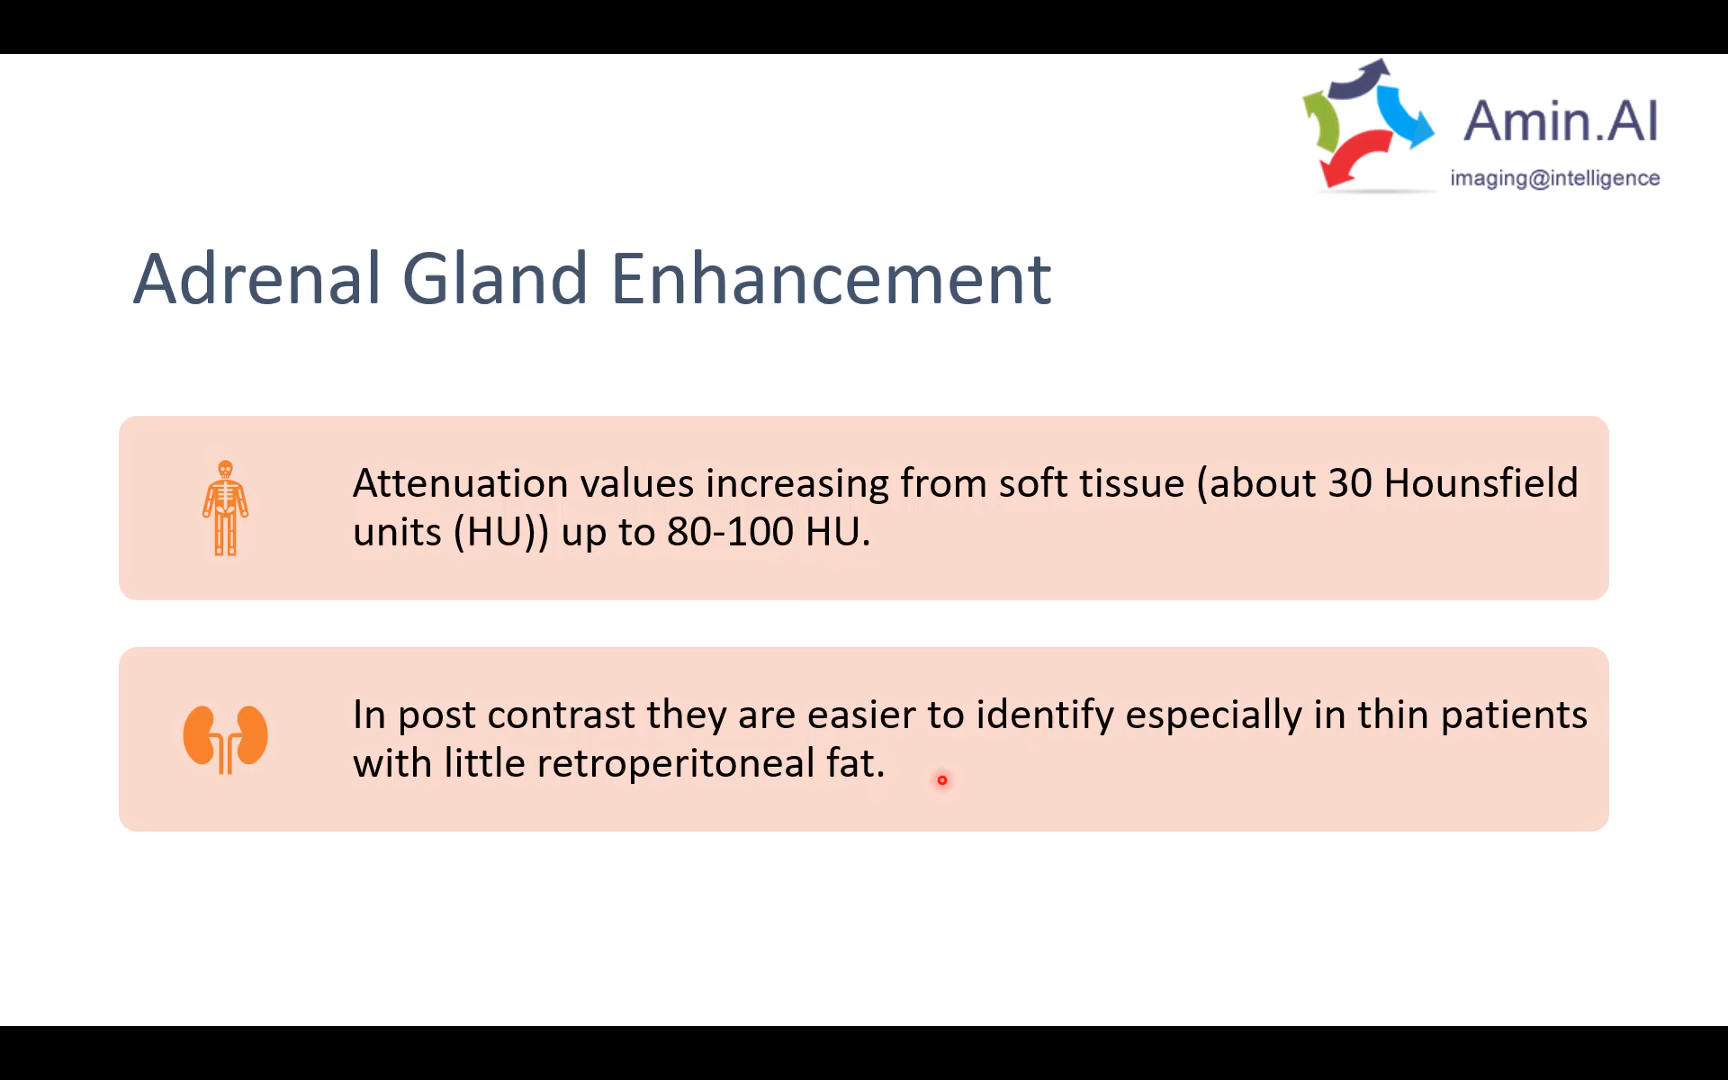 Amin.AI
imaging@intelligence
Adrenal Gland Enhancement
Attenuation values increasing from soft tissue (about 30 Hounsfield
units (HU)) up to 80-100 HU.
In post contrast they are easier to identify especially in thin patients
with little retroperitoneal fat.